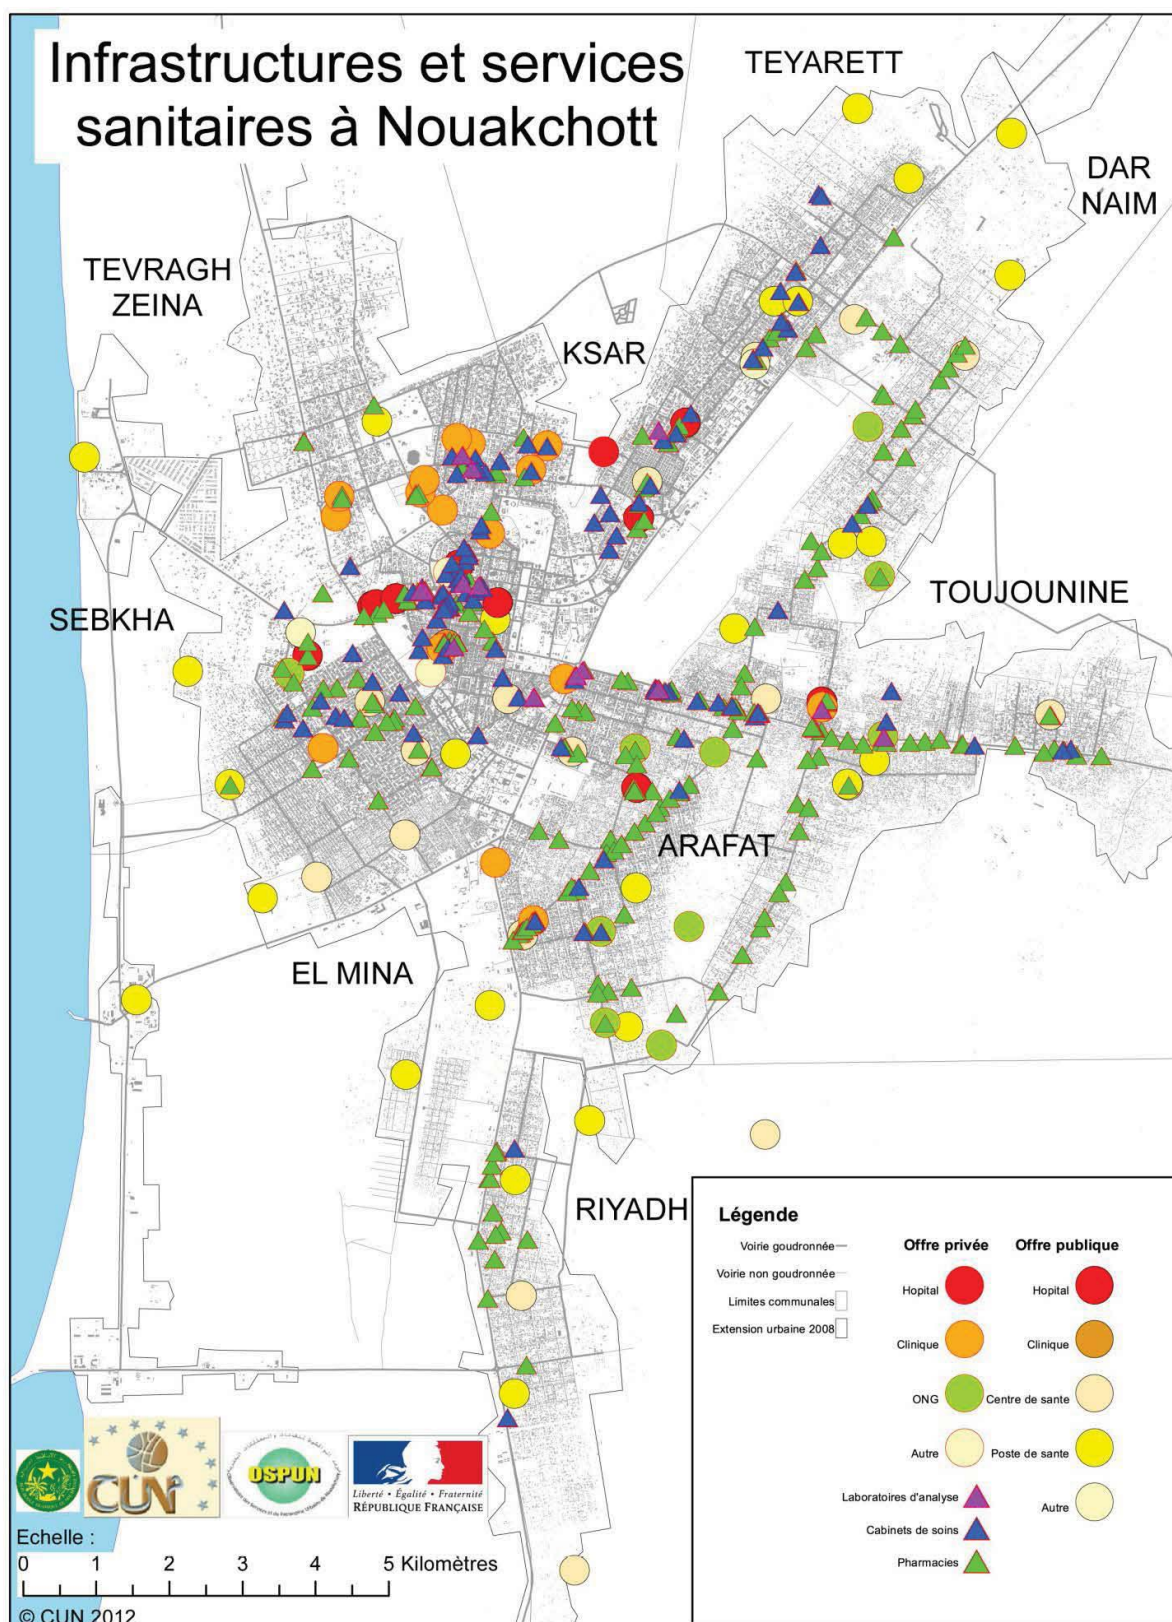 Infrastructures et services
sanitaires à Nouakchott
TEYARETT
DAR
NAIM
TEVRAGH
ZEINA
KSAR
SEBKHA
TOUJOUNINE
ARAFAT
EL MINA
RIYADH
Légende
Voirie goudronnée
Voirie non goudronnée
Limites communales
Extension urbaine 2008
Offre privée
Hopital
Clinique
ONG
Autre
Laboratoires d'analyse
Cabinets de soins
Pharmacies
Offre publique
Hopital
Clinique
Centre de sante
Poste de sante
Autre
CUN
OSPUN
Liberté • Égalité • Fraternité
RÉPUBLIQUE FRANÇAISE
Echelle :
0 1 2 3 4 5 Kilomètres
© CUN 2012